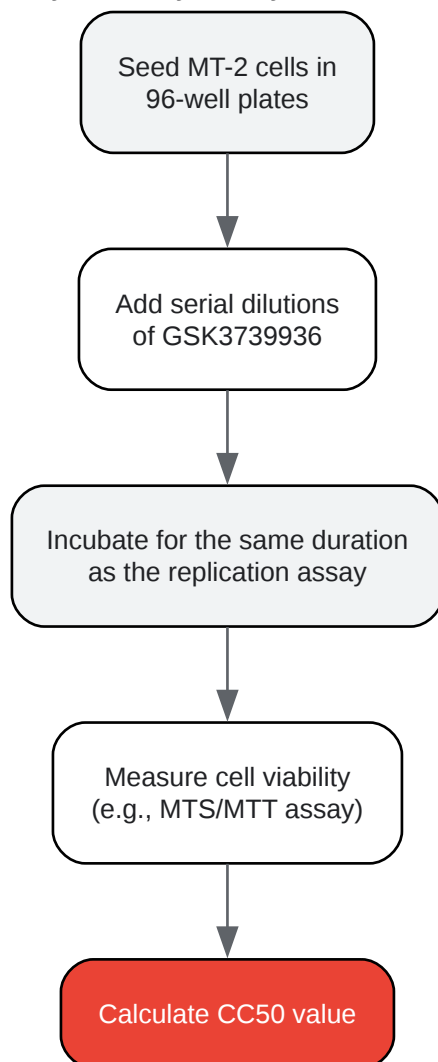 Seed MT-2 cells in
96-well plates
Add serial dilutions
of GSK3739936
Incubate for the same duration
as the replication assay
Measure cell viability
(e.g., MTS/MTT assay)
Calculate CC50 value